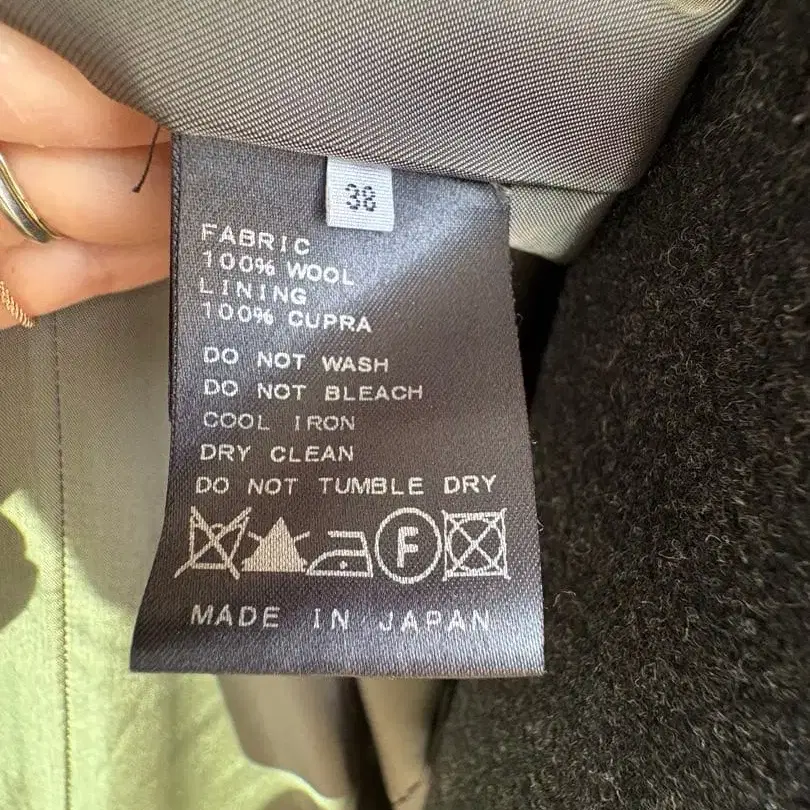 38
FABRIC
100% WOOL
LINING
100% CUPRA
DO NOT WASH
DO NOT BLEACH
COOL IRON
DRY CLEAN
DO NOT TUMBLE DRY
F
MADE IN JAPAN